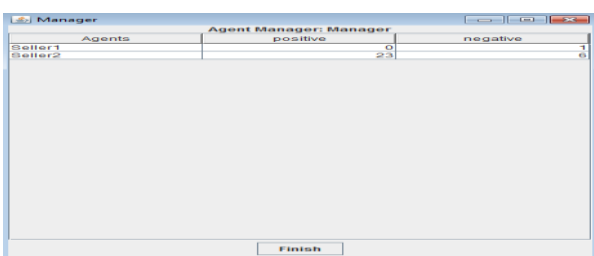 Manager
Agent Manager: Manager
Agents positive negative
Seller1 0 1
Seller2 23 6
Finish